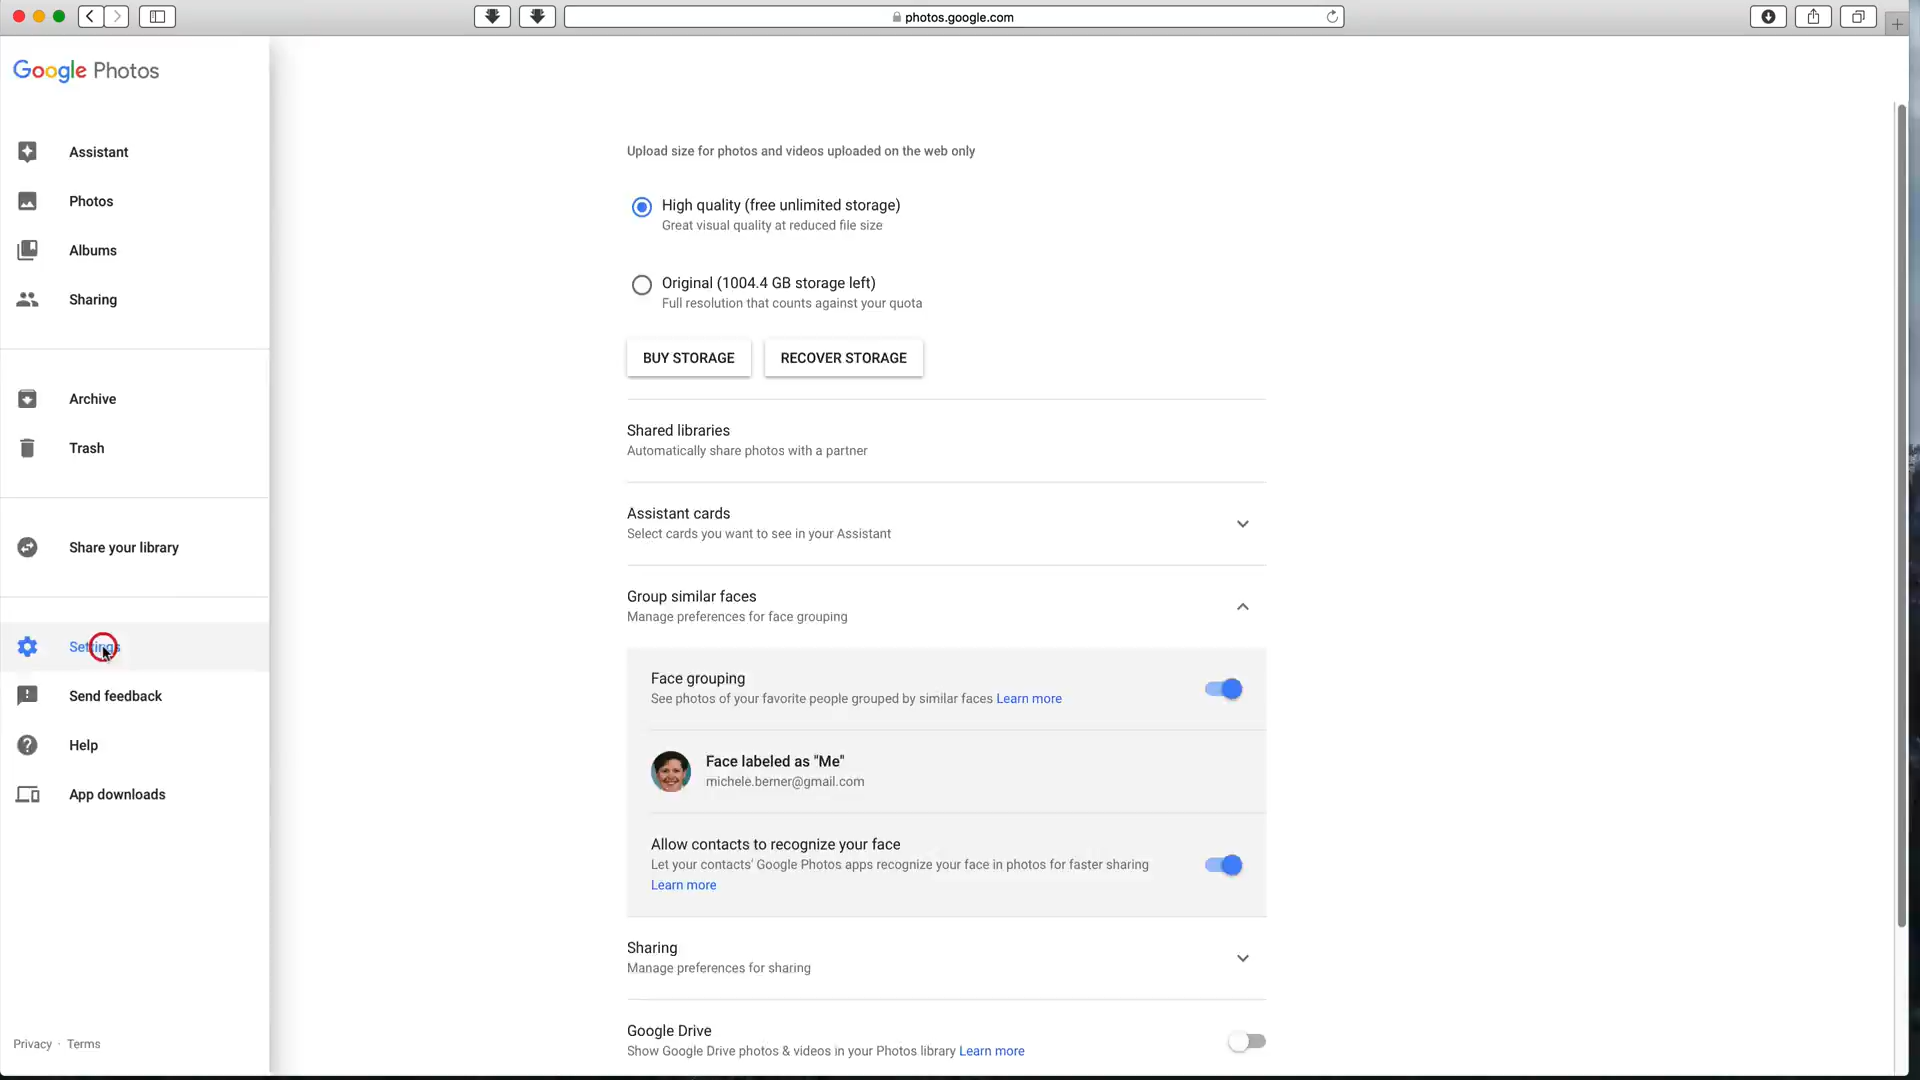 photos.google.com
Google Photos
Assistant
Photos
Albums
Sharing
Archive
Trash
Share your library
Settings
Send feedback
Help
App downloads
Privacy · Terms
Upload size for photos and videos uploaded on the web only
High quality (free unlimited storage)
Great visual quality at reduced file size
Original (1004.4 GB storage left)
Full resolution that counts against your quota
BUY STORAGE RECOVER STORAGE
Shared libraries
Automatically share photos with a partner
Assistant cards
Select cards you want to see in your Assistant
Group similar faces
Manage preferences for face grouping
Face grouping
See photos of your favorite people grouped by similar faces Learn more
Face labeled as "Me"
michele.berner@gmail.com
Allow contacts to recognize your face
Let your contacts' Google Photos apps recognize your face in photos for faster sharing
Learn more
Sharing
Manage preferences for sharing
Google Drive
Show Google Drive photos & videos in your Photos library Learn more